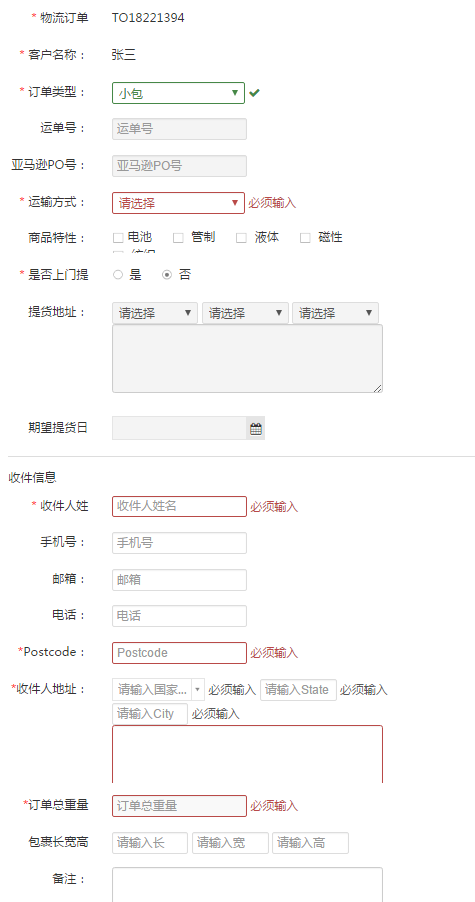 * 物流订单 TO18221394
* 客户名称： 张三
* 订单类型： 小包
运单号： 运单号
亚马逊PO号： 亚马逊PO号
* 运输方式： 请选择 必须输入
商品特性： 电池 管制 液体 磁性
* 是否上门提 是 否
提货地址： 请选择 请选择 请选择
期望提货日
收件信息
* 收件人姓 收件人姓名 必须输入
手机号： 手机号
邮箱： 邮箱
电话： 电话
*Postcode： Postcode 必须输入
*收件人地址： 请输入国家... 必须输入 请输入State 必须输入
请输入City 必须输入
*订单总重量 订单总重量 必须输入
包裹长宽高 请输入长 请输入宽 请输入高
备注：